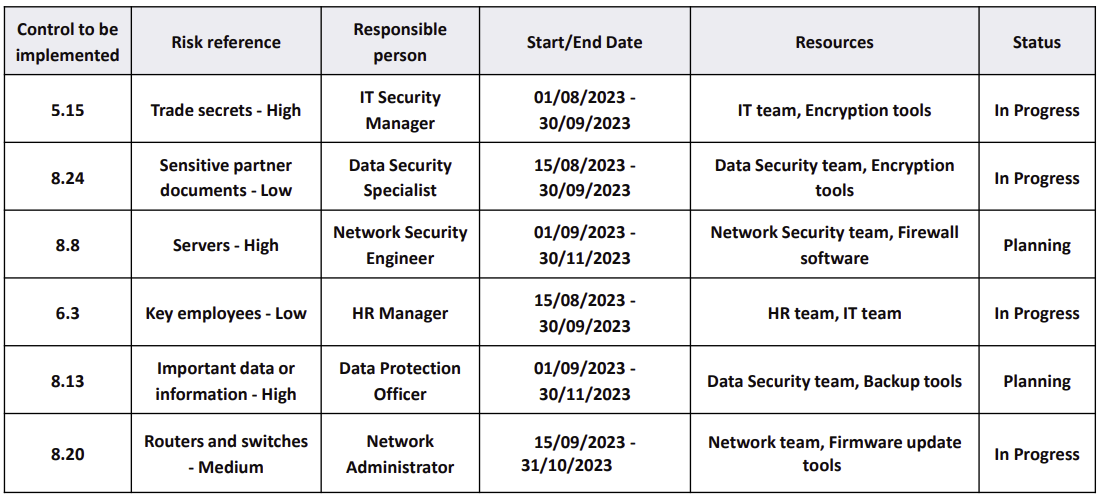 Control to be implemented | Risk reference | Responsible person | Start/End Date | Resources | Status
5.15 | Trade secrets - High | IT Security Manager | 01/08/2023 - 30/09/2023 | IT team, Encryption tools | In Progress
8.24 | Sensitive partner documents - Low | Data Security Specialist | 15/08/2023 - 30/09/2023 | Data Security team, Encryption tools | In Progress
8.8 | Servers - High | Network Security Engineer | 01/09/2023 - 30/11/2023 | Network Security team, Firewall software | Planning
6.3 | Key employees - Low | HR Manager | 15/08/2023 - 30/09/2023 | HR team, IT team | In Progress
8.13 | Important data or information - High | Data Protection Officer | 01/09/2023 - 30/11/2023 | Data Security team, Backup tools | Planning
8.20 | Routers and switches - Medium | Network Administrator | 15/09/2023 - 31/10/2023 | Network team, Firmware update tools | In Progress